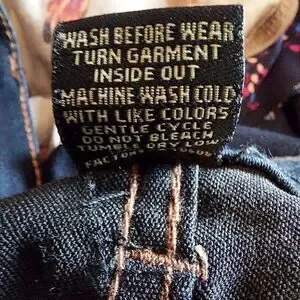 WASH BEFORE WEAR
TURN GARMENT
INSIDE OUT
MACHINE WASH COLD
WITH LIKE COLORS
GENTLE CYCLE
DO NOT BLEACH
TUMBLE DRY LOW